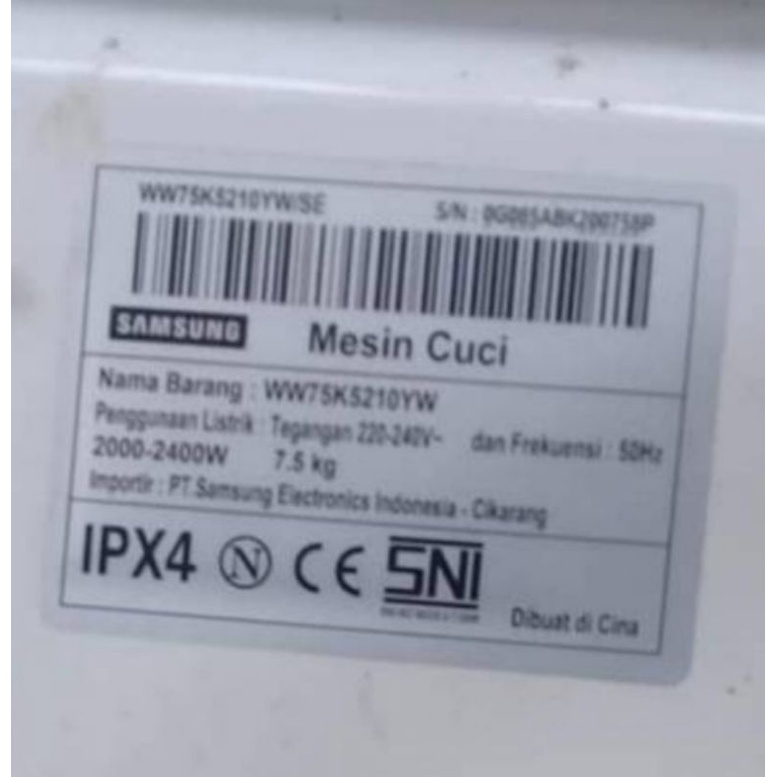 WW75K5210YW/SE S/N : 0G085ABK200758P
SAMSUNG Mesin Cuci
Nama Barang : WW75K5210YW
Penggunaan Listrik : Tegangan 220-240V~ dan Frekuensi : 50Hz
2000-2400W 7.5 kg
Importir : PT.Samsung Electronics Indonesia - Cikarang
IPX4 N CE SNI
Dibuat di Cina